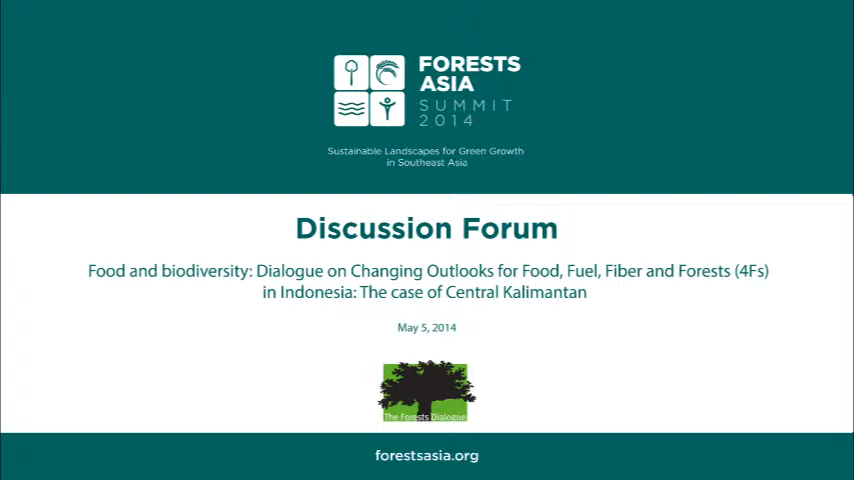 FORESTS
ASIA
SUMMIT
2014
Sustainable Landscapes for Green Growth
in Southeast Asia
Discussion Forum
Food and biodiversity: Dialogue on Changing Outlooks for Food, Fuel, Fiber and Forests (4Fs)
in Indonesia: The case of Central Kalimantan
May 5, 2014
The Forests Dialogue
forestsasia.org